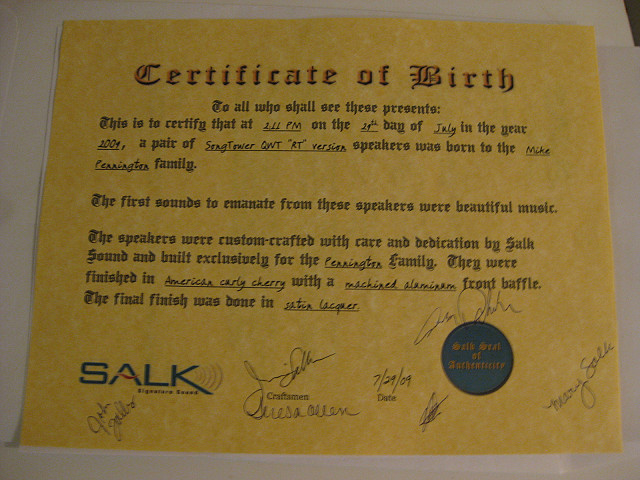 Certificate of Birth
To all who shall see these presents:
This is to certify that at 2:11 PM on the 29th day of July in the year
2009, a pair of SongTower QWT "RT" version speakers was born to the Mike
Pennington family.
The first sounds to emanate from these speakers were beautiful music.
The speakers were custom-crafted with care and dedication by Salk
Sound and built exclusively for the Pennington Family. They were
finished in American curly cherry with a machined aluminum front baffle.
The final finish was done in satin lacquer.
Salk Seal
of
Authenticity
SALK
Signature Sound
7/29/09
Craftsmen
Date
Mary Salk